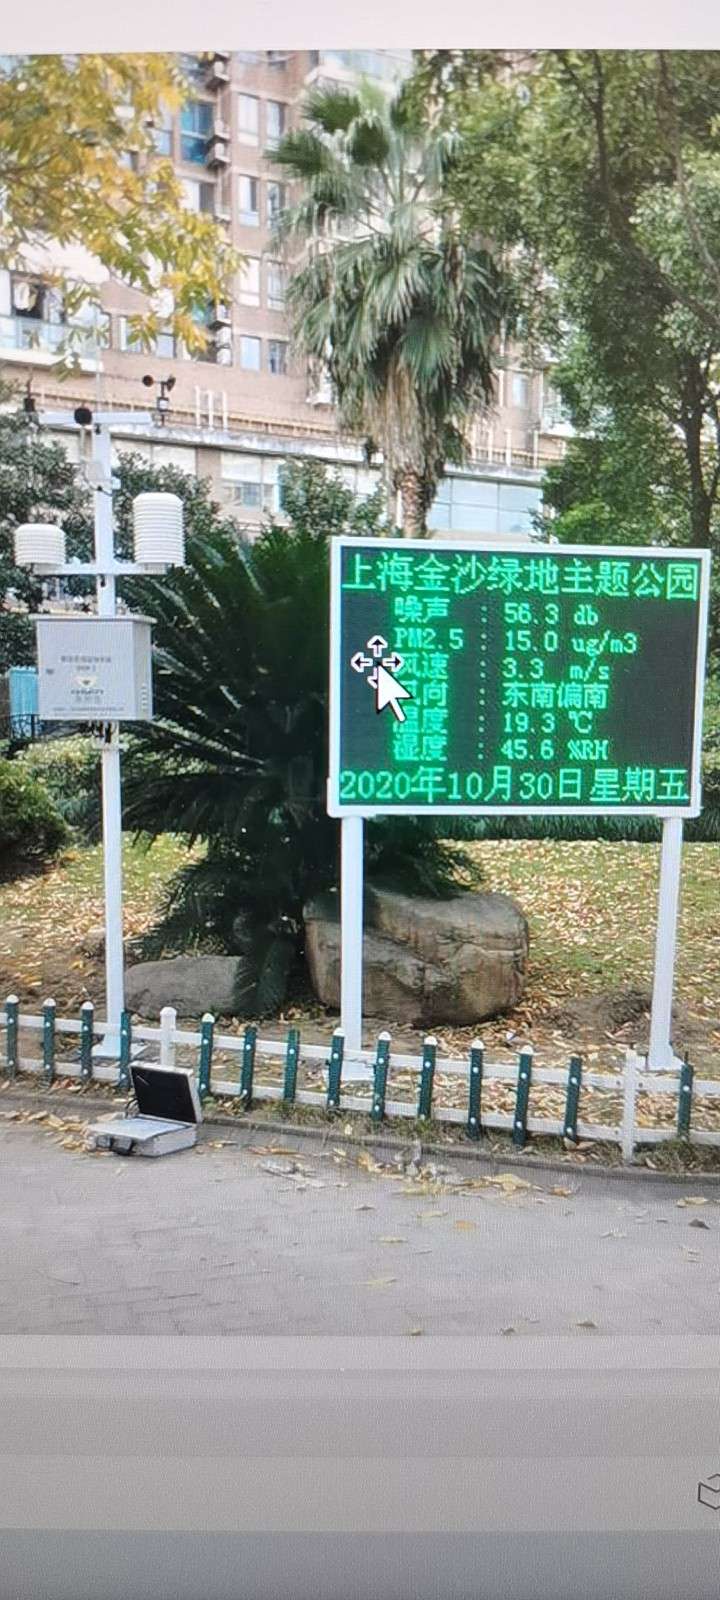 上海金沙绿地主题公园
噪声 : 56.3 db
PM2.5 : 15.0 ug/m3
风速 : 3.3 m/s
风向 : 东南偏南
温度 : 19.3 ℃
湿度 : 45.6 %RH
2020年10月30日星期五